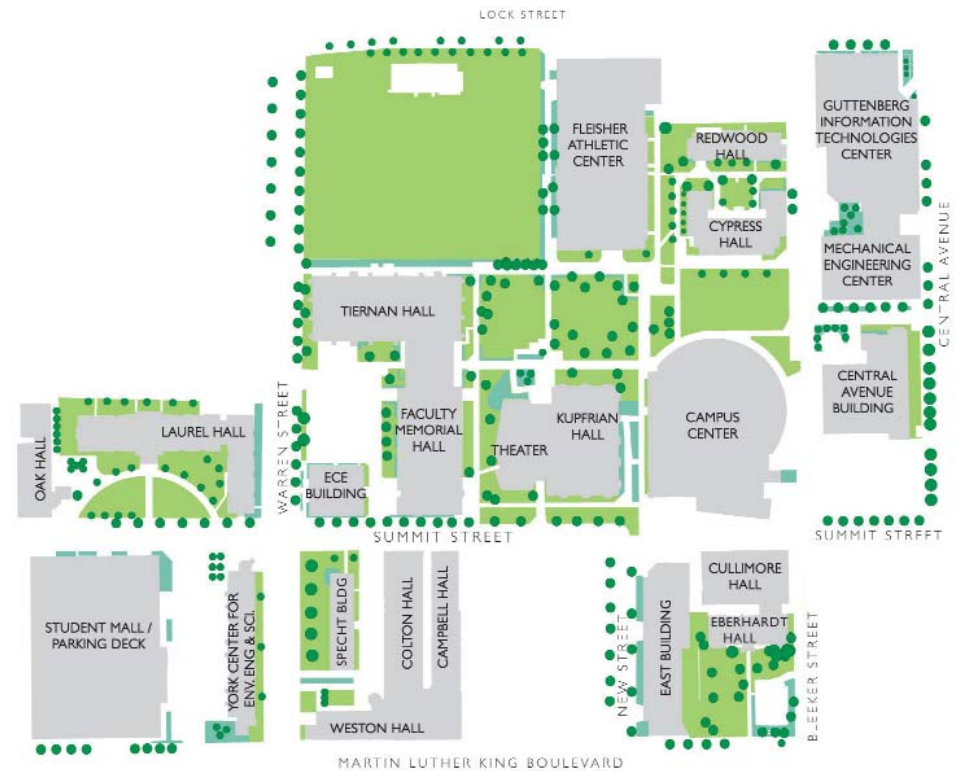 LOCK STREET
FLEISHER
ATHLETIC
CENTER
REDWOOD
HALL
GUTTENBERG
INFORMATION
TECHNOLOGIES
CENTER
CYPRESS
HALL
MECHANICAL
ENGINEERING
CENTER
CENTRAL AVENUE
TIERNAN HALL
CENTRAL
AVENUE
BUILDING
OAK HALL
LAUREL HALL
WARREN STREET
FACULTY
MEMORIAL
HALL
THEATER
KUPFRIAN
HALL
CAMPUS
CENTER
ECE
BUILDING
SUMMIT STREET
SUMMIT STREET
STUDENT MALL /
PARKING DECK
YORK CENTER FOR
ENV. ENG & SCI.
SPECHT BLDG
COLTON HALL
CAMPBELL HALL
WESTON HALL
NEW STREET
EAST BUILDING
CULLIMORE
HALL
EBERHARDT
HALL
BLEEKER STREET
MARTIN LUTHER KING BOULEVARD